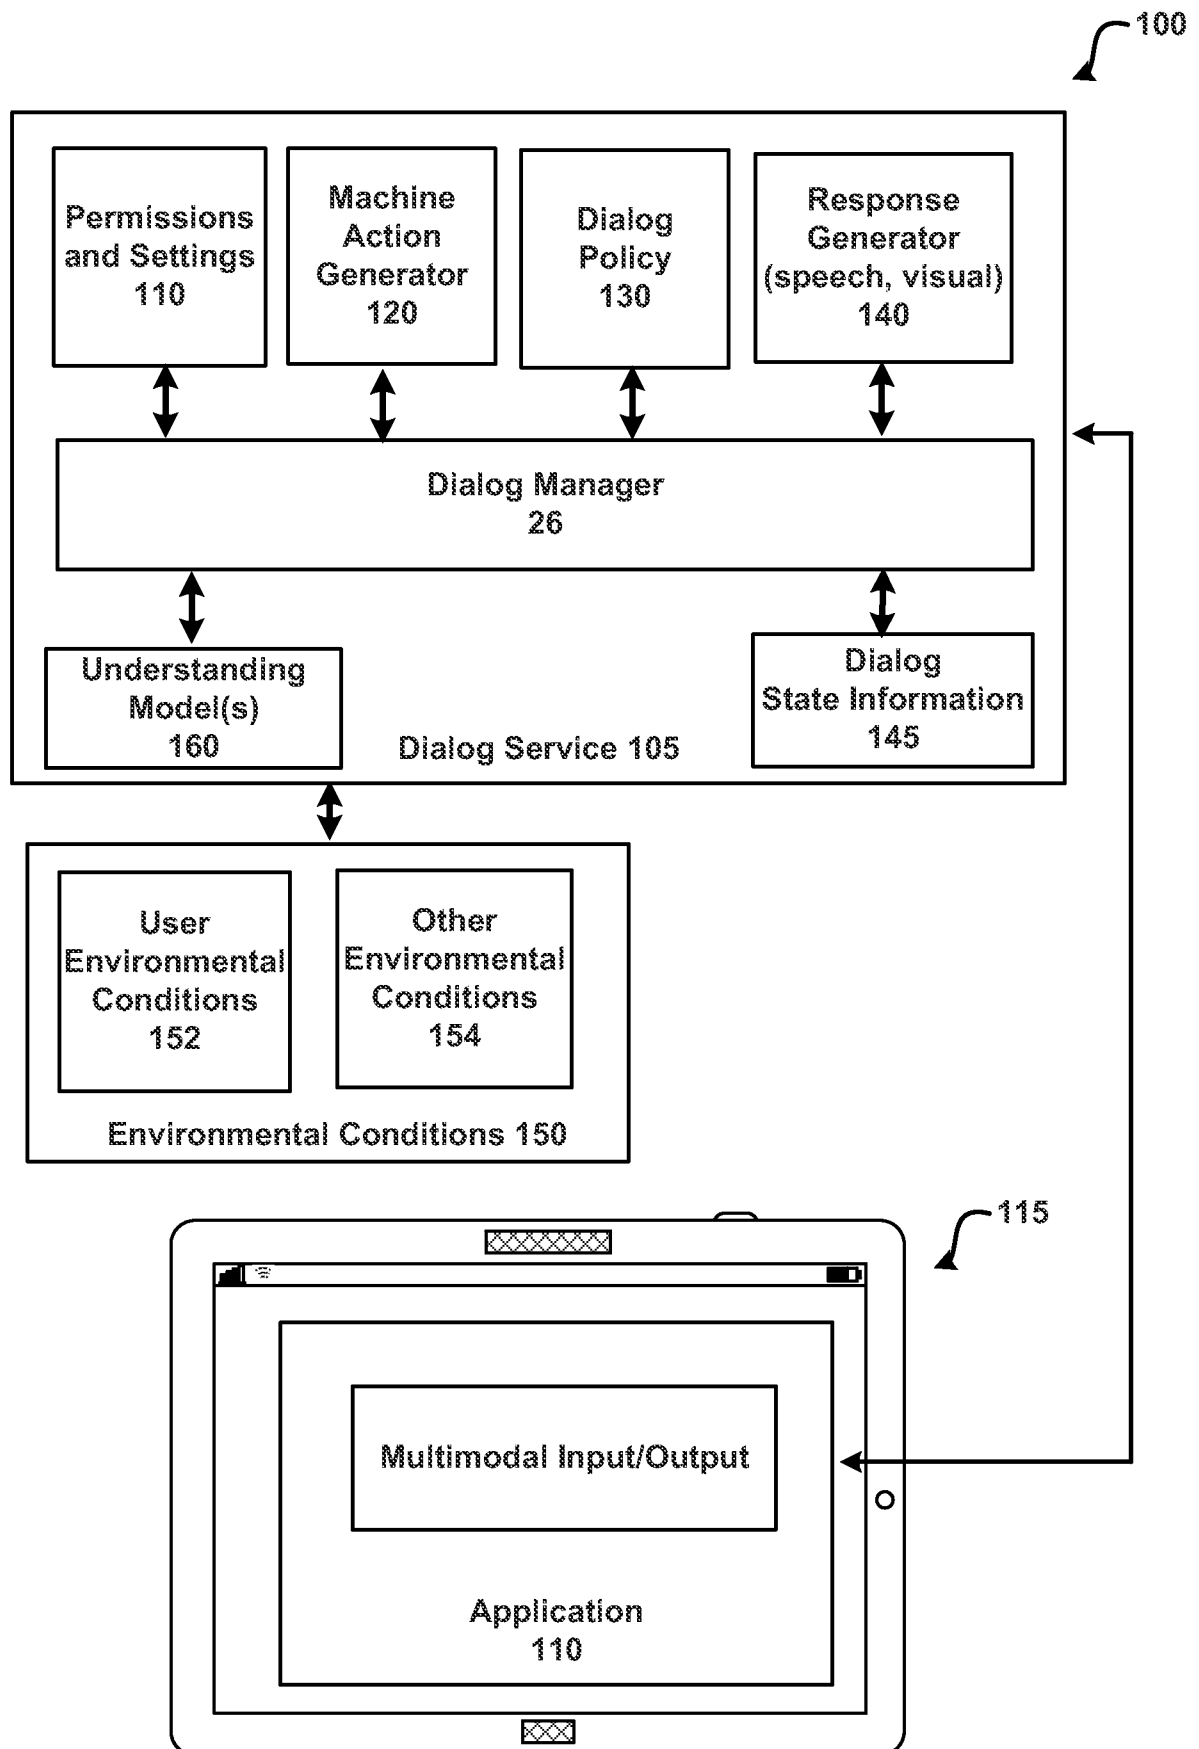 100
Permissions
and Settings
110
Machine
Action
Generator
120
Dialog
Policy
130
Response
Generator
(speech, visual)
140
Dialog Manager
26
Understanding
Model(s)
160
Dialog Service 105
Dialog
State Information
145
User
Environmental
Conditions
152
Other
Environmental
Conditions
154
Environmental Conditions 150
115
Multimodal Input/Output
Application
110